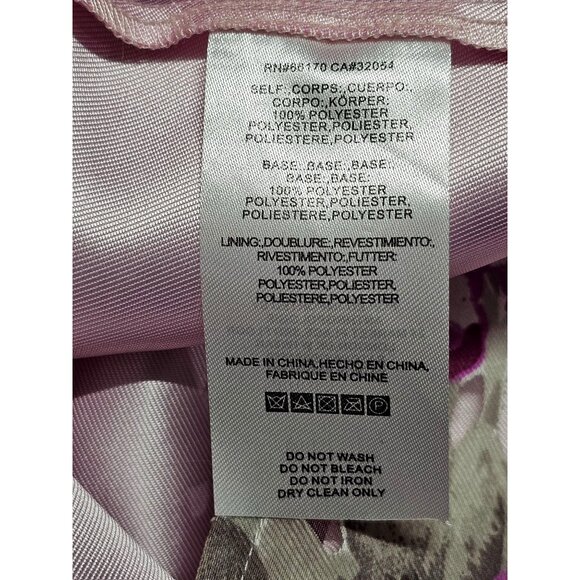 RN#66170 CA#32054
SELF:,CORPS:,CUERPO:,
CORPO:,KÖRPER:
100% POLYESTER
POLYESTER,POLIESTER,
POLIESTERE,POLYESTER
BASE:,BASE:,BASE:,
BASE:,BASE:
100% POLYESTER
POLYESTER,POLIESTER,
POLIESTERE,POLYESTER
LINING:,DOUBLURE:,REVESTIMIENTO:,
RIVESTIMENTO:,FUTTER:
100% POLYESTER
POLYESTER,POLIESTER,
POLIESTERE,POLYESTER
MADE IN CHINA,HECHO EN CHINA,
FABRIQUE EN CHINE
P
DO NOT WASH
DO NOT BLEACH
DO NOT IRON
DRY CLEAN ONLY